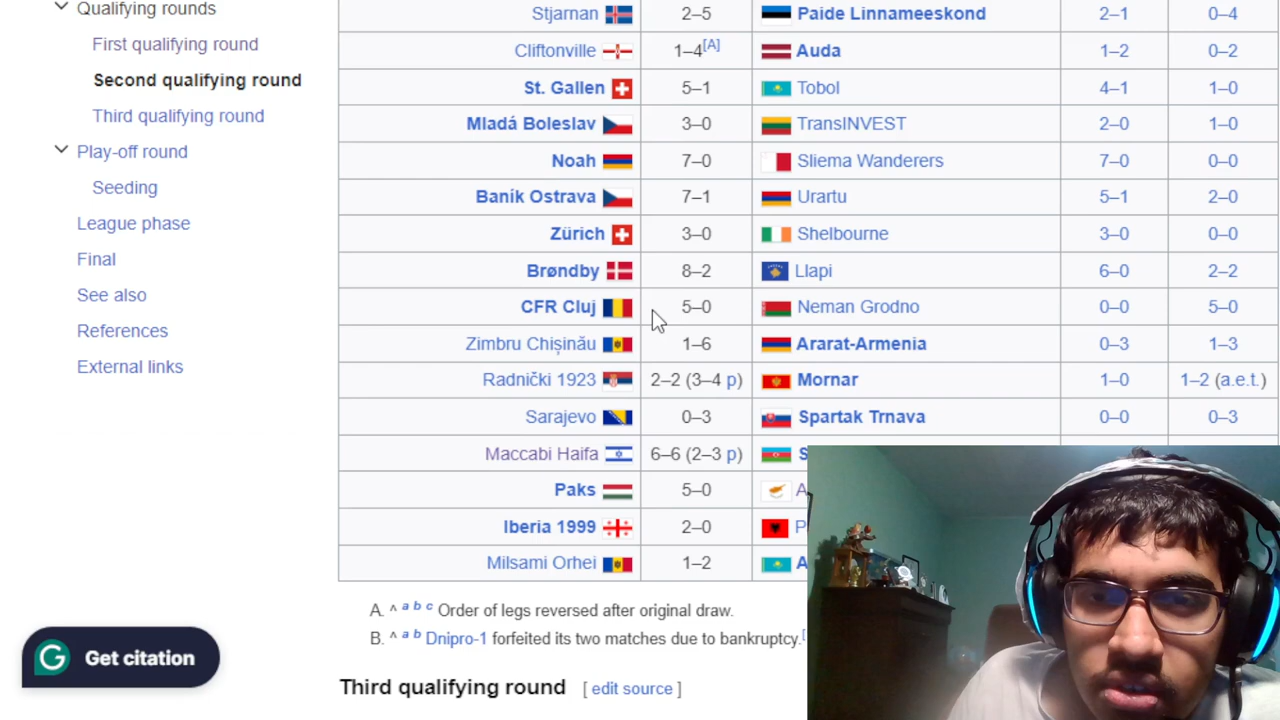 Qualifying rounds
First qualifying round
Second qualifying round
Third qualifying round
Play-off round
Seeding
League phase
Final
See also
References
External links
Get citation
Stjarnan 2–5 Paide Linnameeskond 2–1 0–4
Cliftonville 1–4[A] Auda 1–2 0–2
St. Gallen 5–1 Tobol 4–1 1–0
Mladá Boleslav 3–0 TransINVEST 2–0 1–0
Noah 7–0 Sliema Wanderers 7–0 0–0
Baník Ostrava 7–1 Urartu 5–1 2–0
Zürich 3–0 Shelbourne 3–0 0–0
Brøndby 8–2 Llapi 6–0 2–2
CFR Cluj 5–0 Neman Grodno 0–0 5–0
Zimbru Chișinău 1–6 Ararat-Armenia 0–3 1–3
Radnički 1923 2–2 (3–4 p) Mornar 1–0 1–2 (a.e.t.)
Sarajevo 0–3 Spartak Trnava 0–0 0–3
Maccabi Haifa 6–6 (2–3 p) S
Paks 5–0 A
Iberia 1999 2–0 P
Milsami Orhei 1–2 A
A. ^ a b c Order of legs reversed after original draw.
B. ^ a b Dnipro-1 forfeited its two matches due to bankruptcy.[
Third qualifying round [ edit source ]